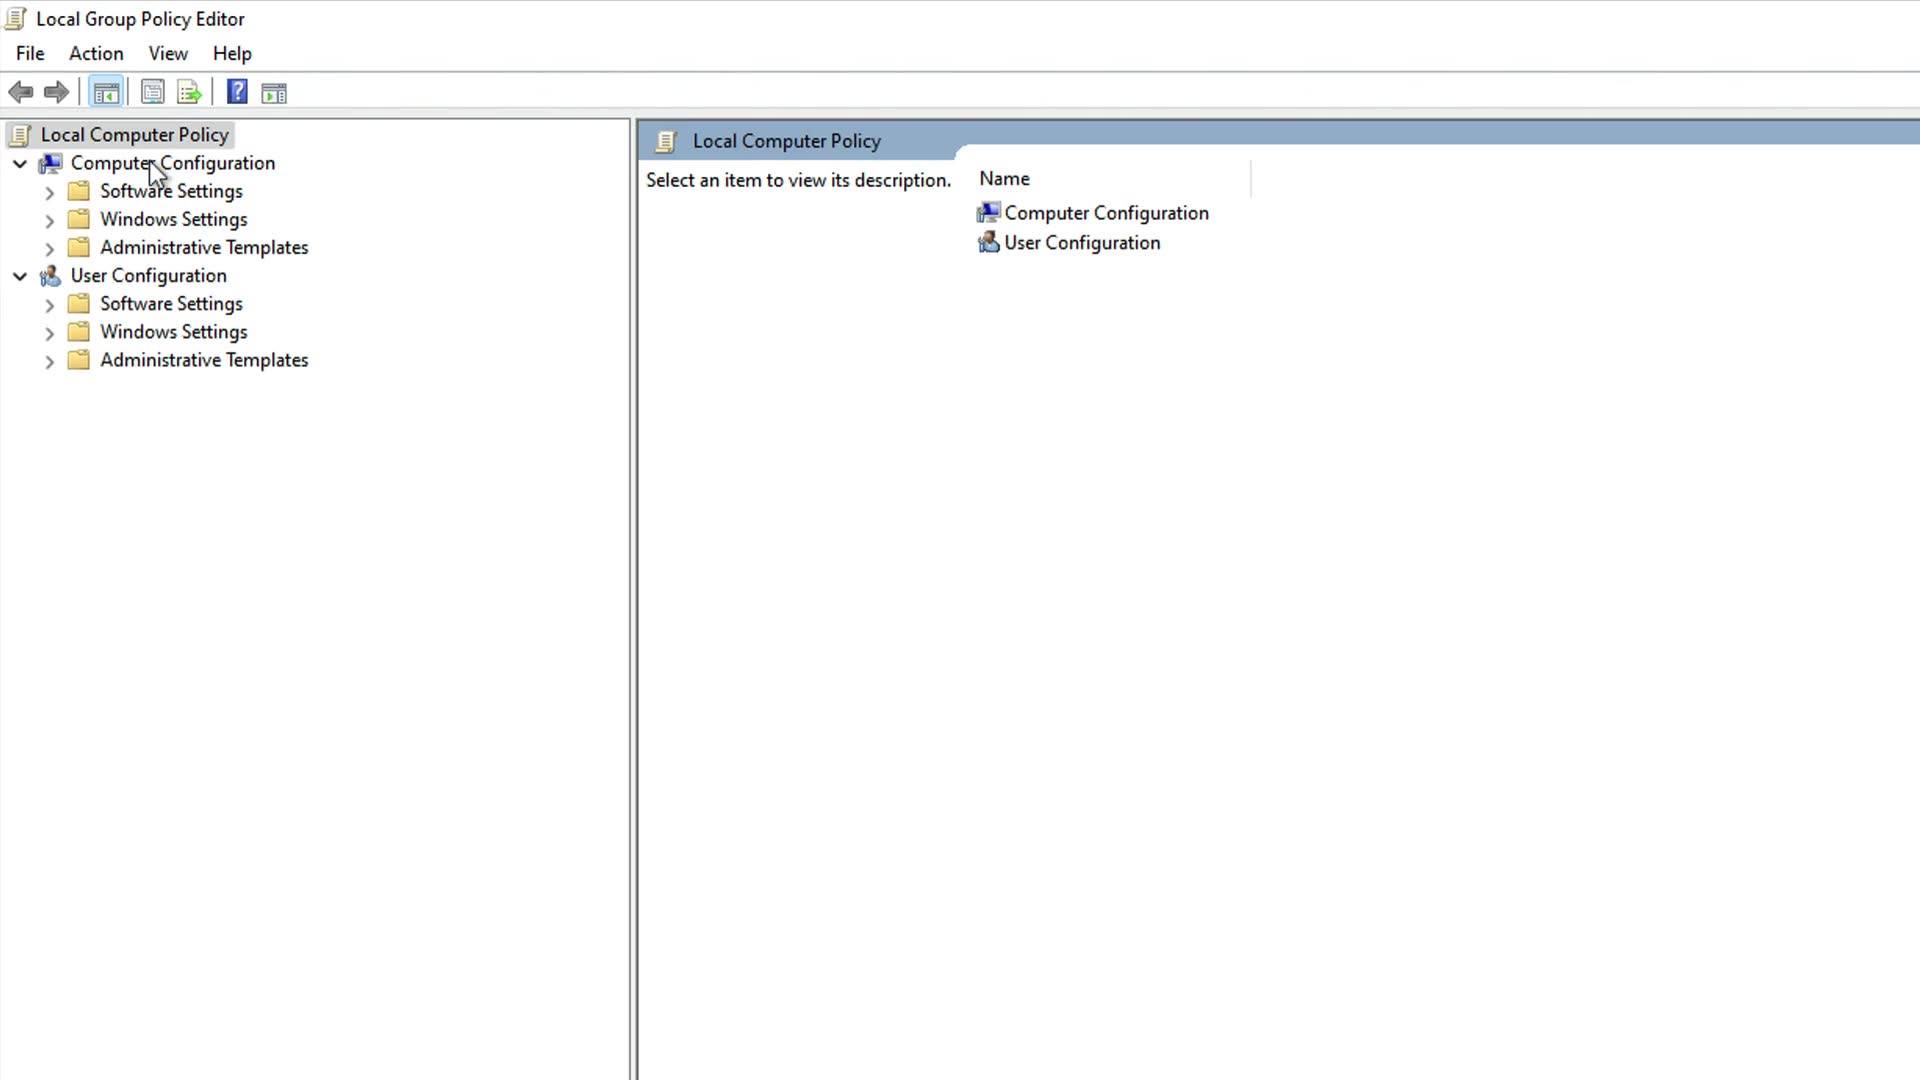 Local Group Policy Editor
File Action View Help
Local Computer Policy
Computer Configuration
Software Settings
Windows Settings
Administrative Templates
User Configuration
Software Settings
Windows Settings
Administrative Templates
Local Computer Policy
Select an item to view its description.
Name
Computer Configuration
User Configuration